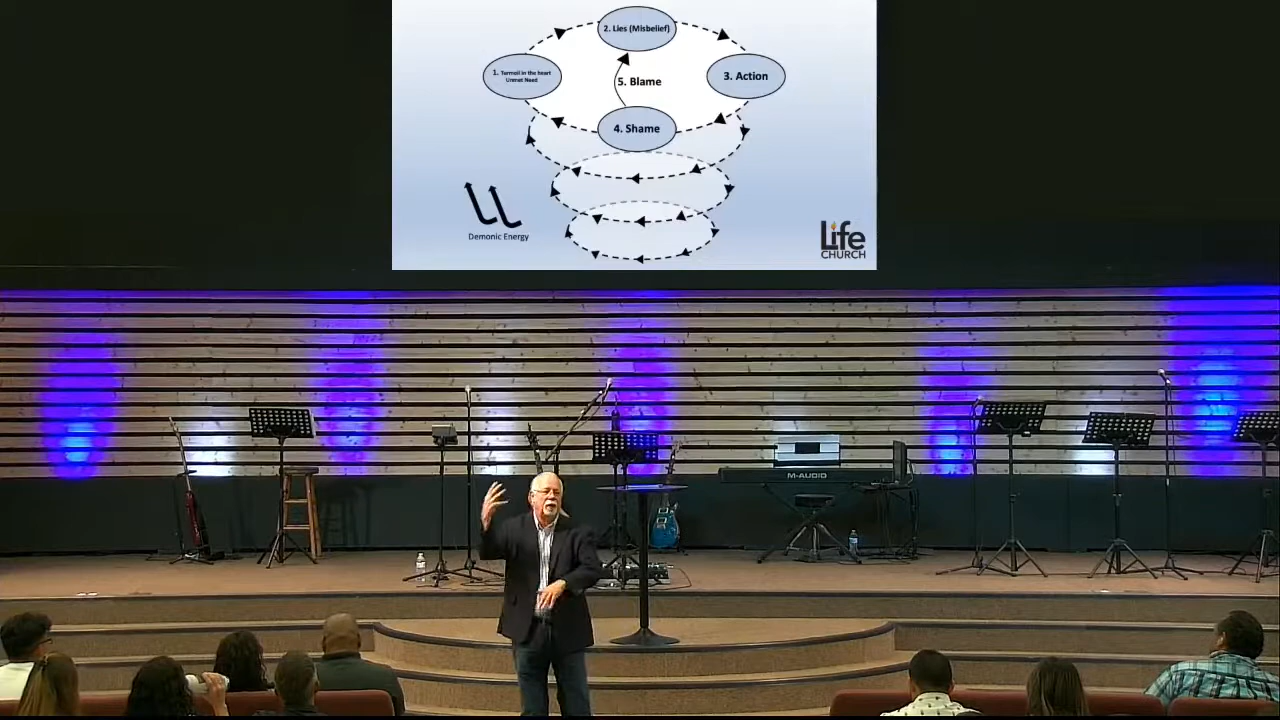 2. Lies (Misbelief)
1. Turmoil in the heart
Unmet Need
3. Action
5. Blame
4. Shame
Demonic Energy
Life
CHURCH
M-AUDIO